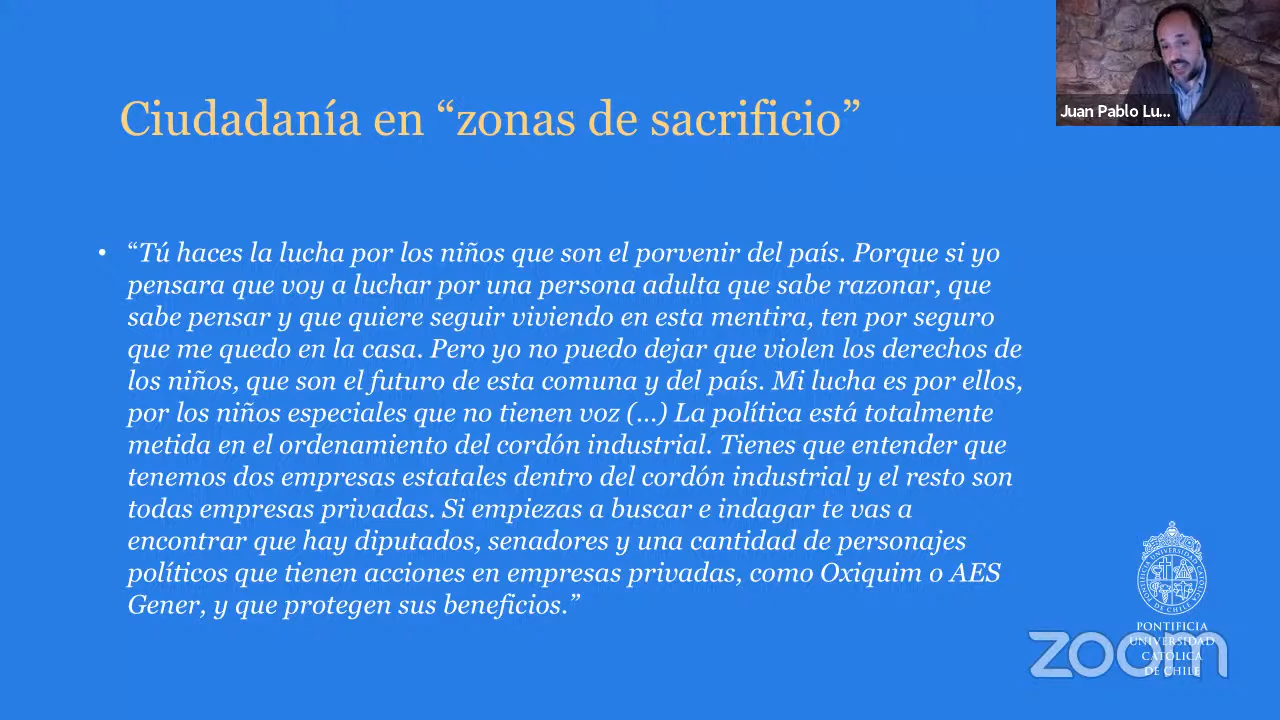 Juan Pablo Lu...
Ciudadanía en “zonas de sacrificio”
• “Tú haces la lucha por los niños que son el porvenir del país. Porque si yo
pensara que voy a luchar por una persona adulta que sabe razonar, que
sabe pensar y que quiere seguir viviendo en esta mentira, ten por seguro
que me quedo en la casa. Pero yo no puedo dejar que violen los derechos de
los niños, que son el futuro de esta comuna y del país. Mi lucha es por ellos,
por los niños especiales que no tienen voz (…) La política está totalmente
metida en el ordenamiento del cordón industrial. Tienes que entender que
tenemos dos empresas estatales dentro del cordón industrial y el resto son
todas empresas privadas. Si empiezas a buscar e indagar te vas a
encontrar que hay diputados, senadores y una cantidad de personajes
políticos que tienen acciones en empresas privadas, como Oxiquim o AES
Gener, y que protegen sus beneficios.”
PONTIFICIA
UNIVERSIDAD
CATÓLICA
DE CHILE
zoom